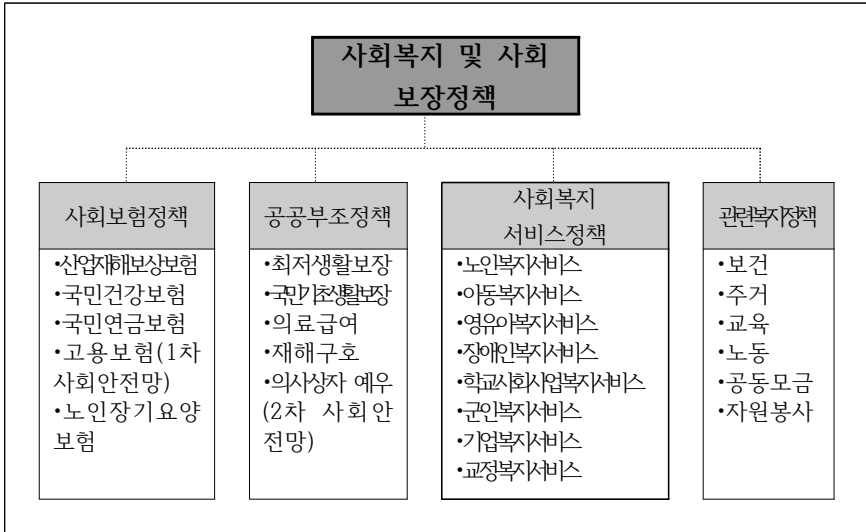 사회복지 및 사회
보장정책
사회보험정책
•산업재해보상보험
•국민건강보험
•국민연금보험
•고용보험(1차
사회안전망)
•노인장기요양
보험
공공부조정책
•최저생활보장
•국민기초생활보장
•의료급여
•재해구호
•의사상자 예우
(2차 사회안
전망)
사회복지
서비스정책
•노인복지서비스
•아동복지서비스
•영유아복지서비스
•장애인복지서비스
•학교사회사업복지서비스
•군인복지서비스
•기업복지서비스
•교정복지서비스
관련복지정책
•보건
•주거
•교육
•노동
•공동모금
•자원봉사